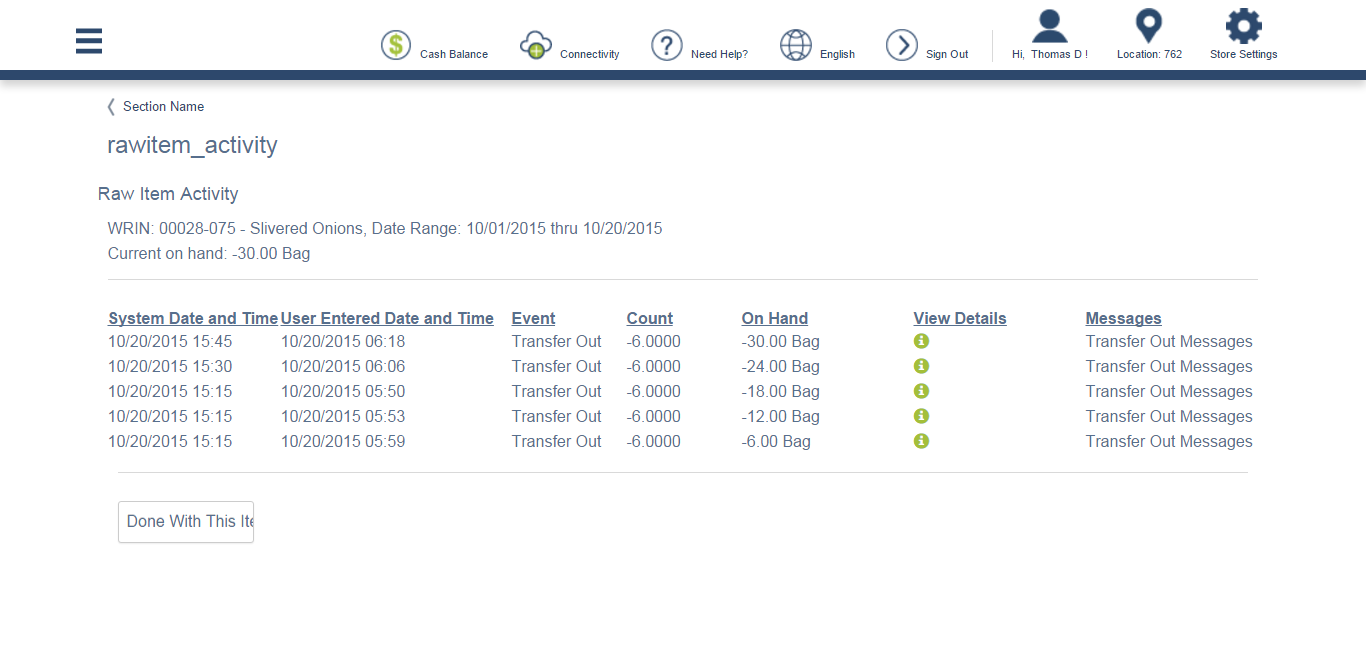 $ Cash Balance Connectivity ? Need Help? English Sign Out Hi, Thomas D ! Location: 762 Store Settings
Section Name
rawitem_activity
Raw Item Activity
WRIN: 00028-075 - Slivered Onions, Date Range: 10/01/2015 thru 10/20/2015
Current on hand: -30.00 Bag
System Date and Time User Entered Date and Time Event Count On Hand View Details Messages
10/20/2015 15:45 10/20/2015 06:18 Transfer Out -6.0000 -30.00 Bag i Transfer Out Messages
10/20/2015 15:30 10/20/2015 06:06 Transfer Out -6.0000 -24.00 Bag i Transfer Out Messages
10/20/2015 15:15 10/20/2015 05:50 Transfer Out -6.0000 -18.00 Bag i Transfer Out Messages
10/20/2015 15:15 10/20/2015 05:53 Transfer Out -6.0000 -12.00 Bag i Transfer Out Messages
10/20/2015 15:15 10/20/2015 05:59 Transfer Out -6.0000 -6.00 Bag i Transfer Out Messages
Done With This Ite